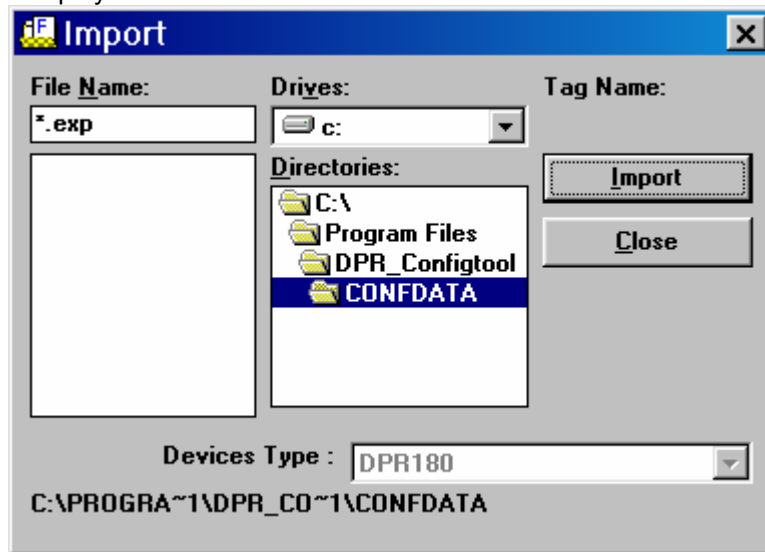 Import
File Name:
*.exp
Drives:
c:
Directories:
C:\
Program Files
DPR_Configtool
CONFDATA
Tag Name:
Import
Close
Devices Type :
DPR180
C:\PROGRA~1\DPR_CO~1\CONFDATA